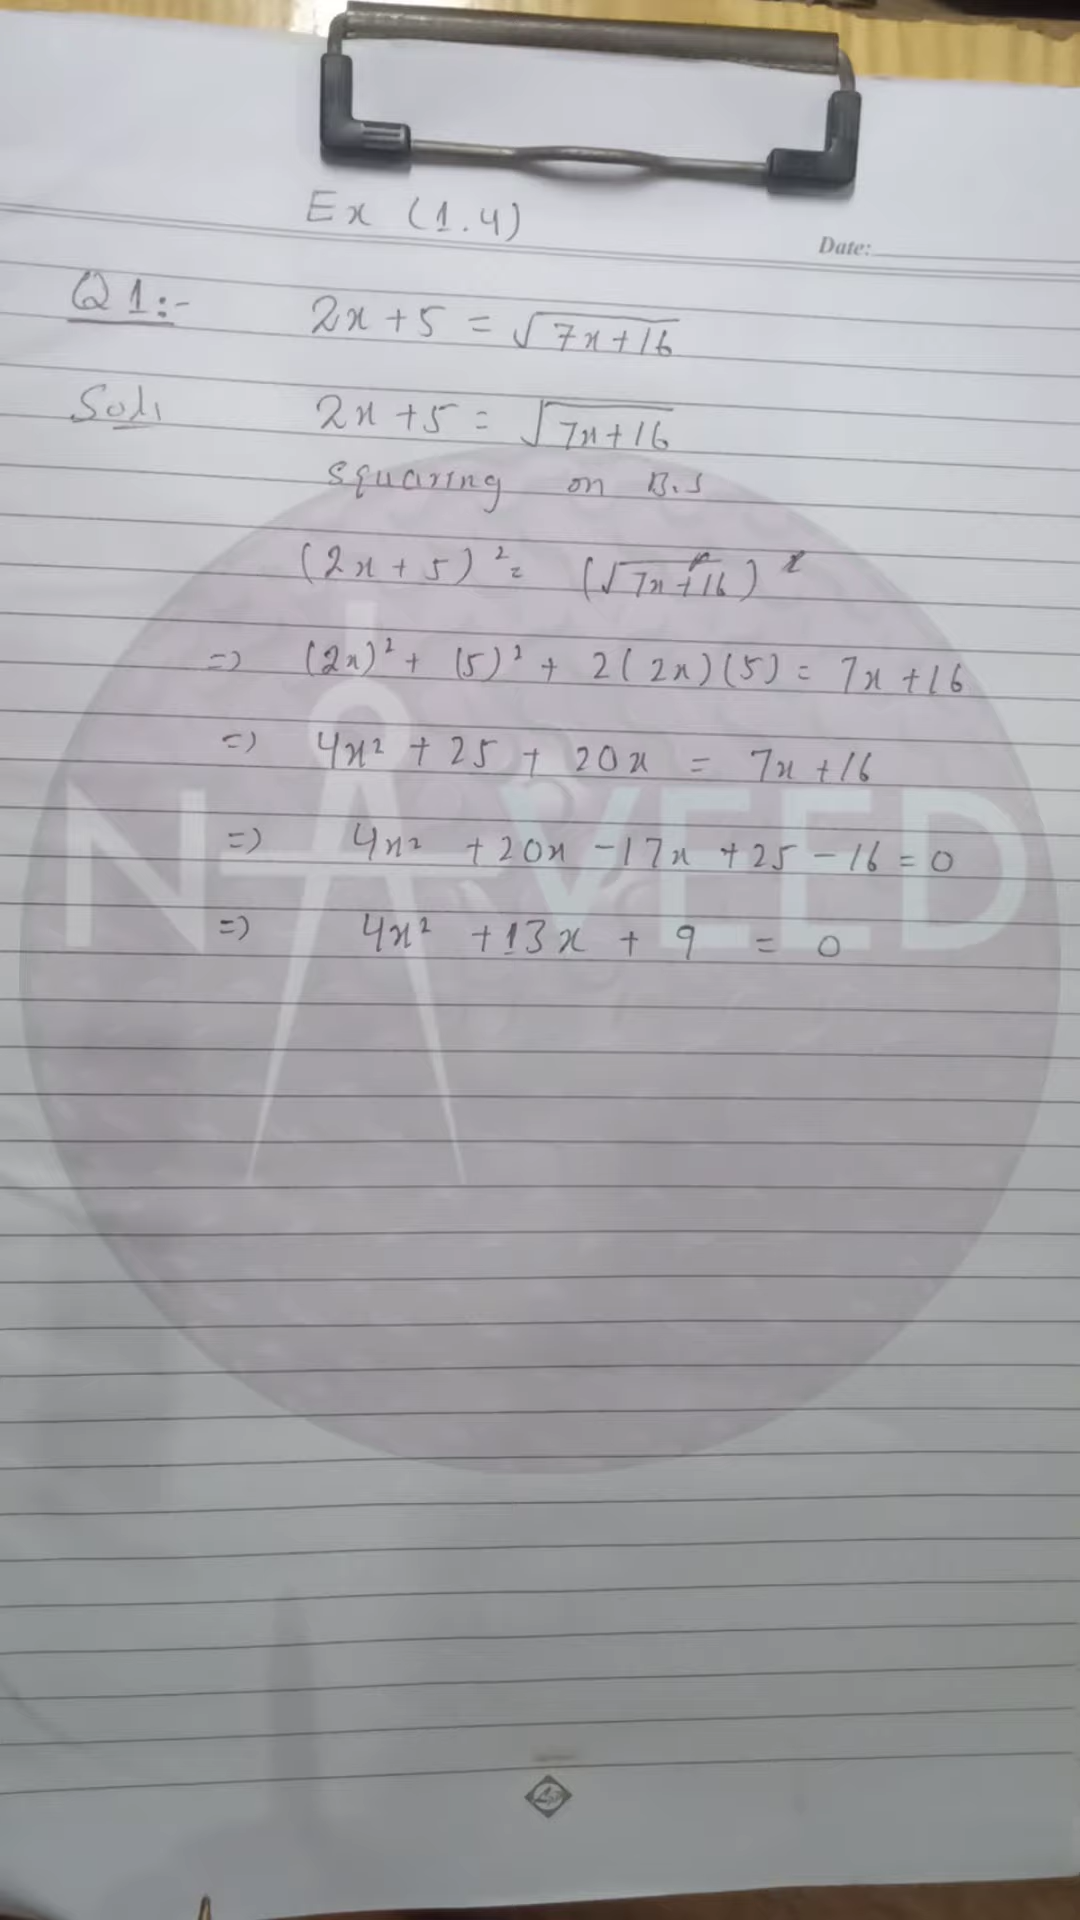 Ex (1.4)
Date:
Q1:- 2x+5 = √7x+16
Sol, 2x+5 = √7x+16
squaring on B.S
(2x+5)² = (√7x+16)²
=> (2x)² + (5)² + 2(2x)(5) = 7x+16
=> 4x² + 25 + 20x = 7x+16
=> 4x² +20x -17x +25 -16 = 0
=> 4x² +13x + 9 = 0
NAVEED